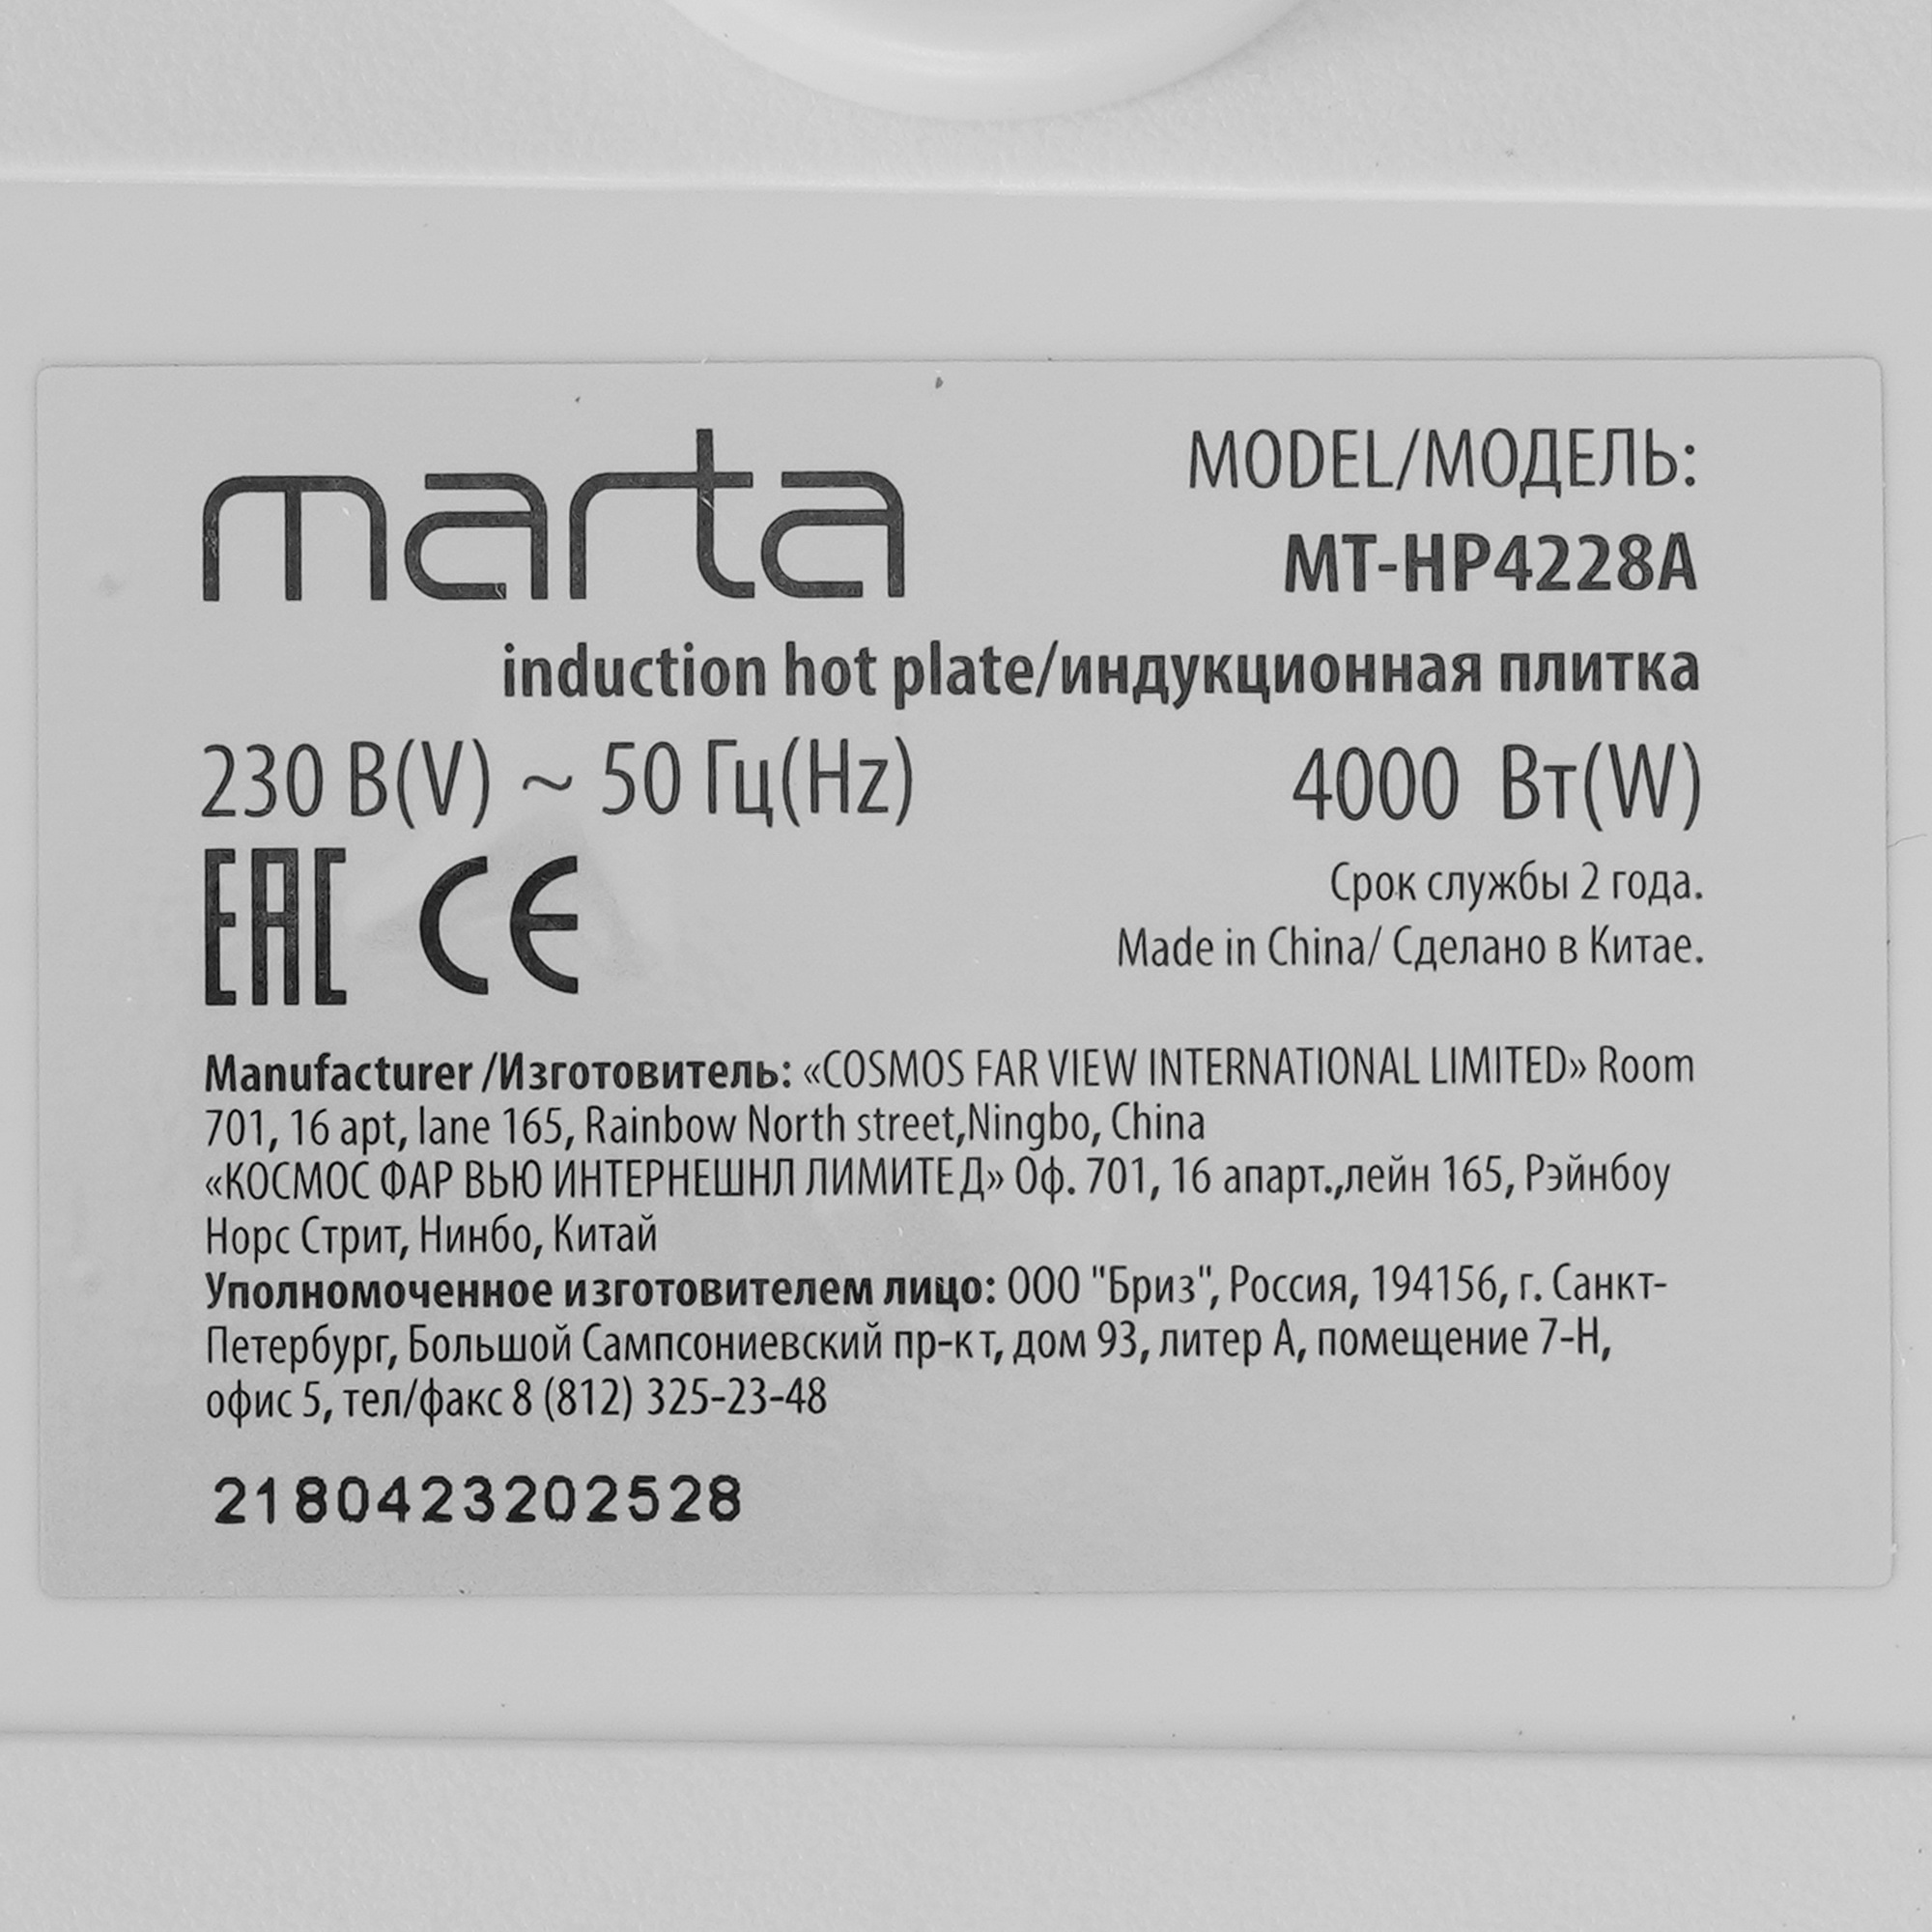 marta
MODEL/МОДЕЛЬ:
MT-HP4228A
induction hot plate/индукционная плитка
230 В(V) ~ 50 Гц(Hz) 4000 Вт(W)
EAC CE
Срок службы 2 года.
Made in China/ Сделано в Китае.
Manufacturer /Изготовитель: «COSMOS FAR VIEW INTERNATIONAL LIMITED» Room
701, 16 apt, lane 165, Rainbow North street,Ningbo, China
«КОСМОС ФАР ВЬЮ ИНТЕРНЕШНЛ ЛИМИТЕД» Оф. 701, 16 апарт.,лейн 165, Рэйнбоу
Норс Стрит, Нинбо, Китай
Уполномоченное изготовителем лицо: ООО "Бриз", Россия, 194156, г. Санкт-
Петербург, Большой Сампсониевский пр-кт, дом 93, литер А, помещение 7-Н,
офис 5, тел/факс 8 (812) 325-23-48
2180423202528